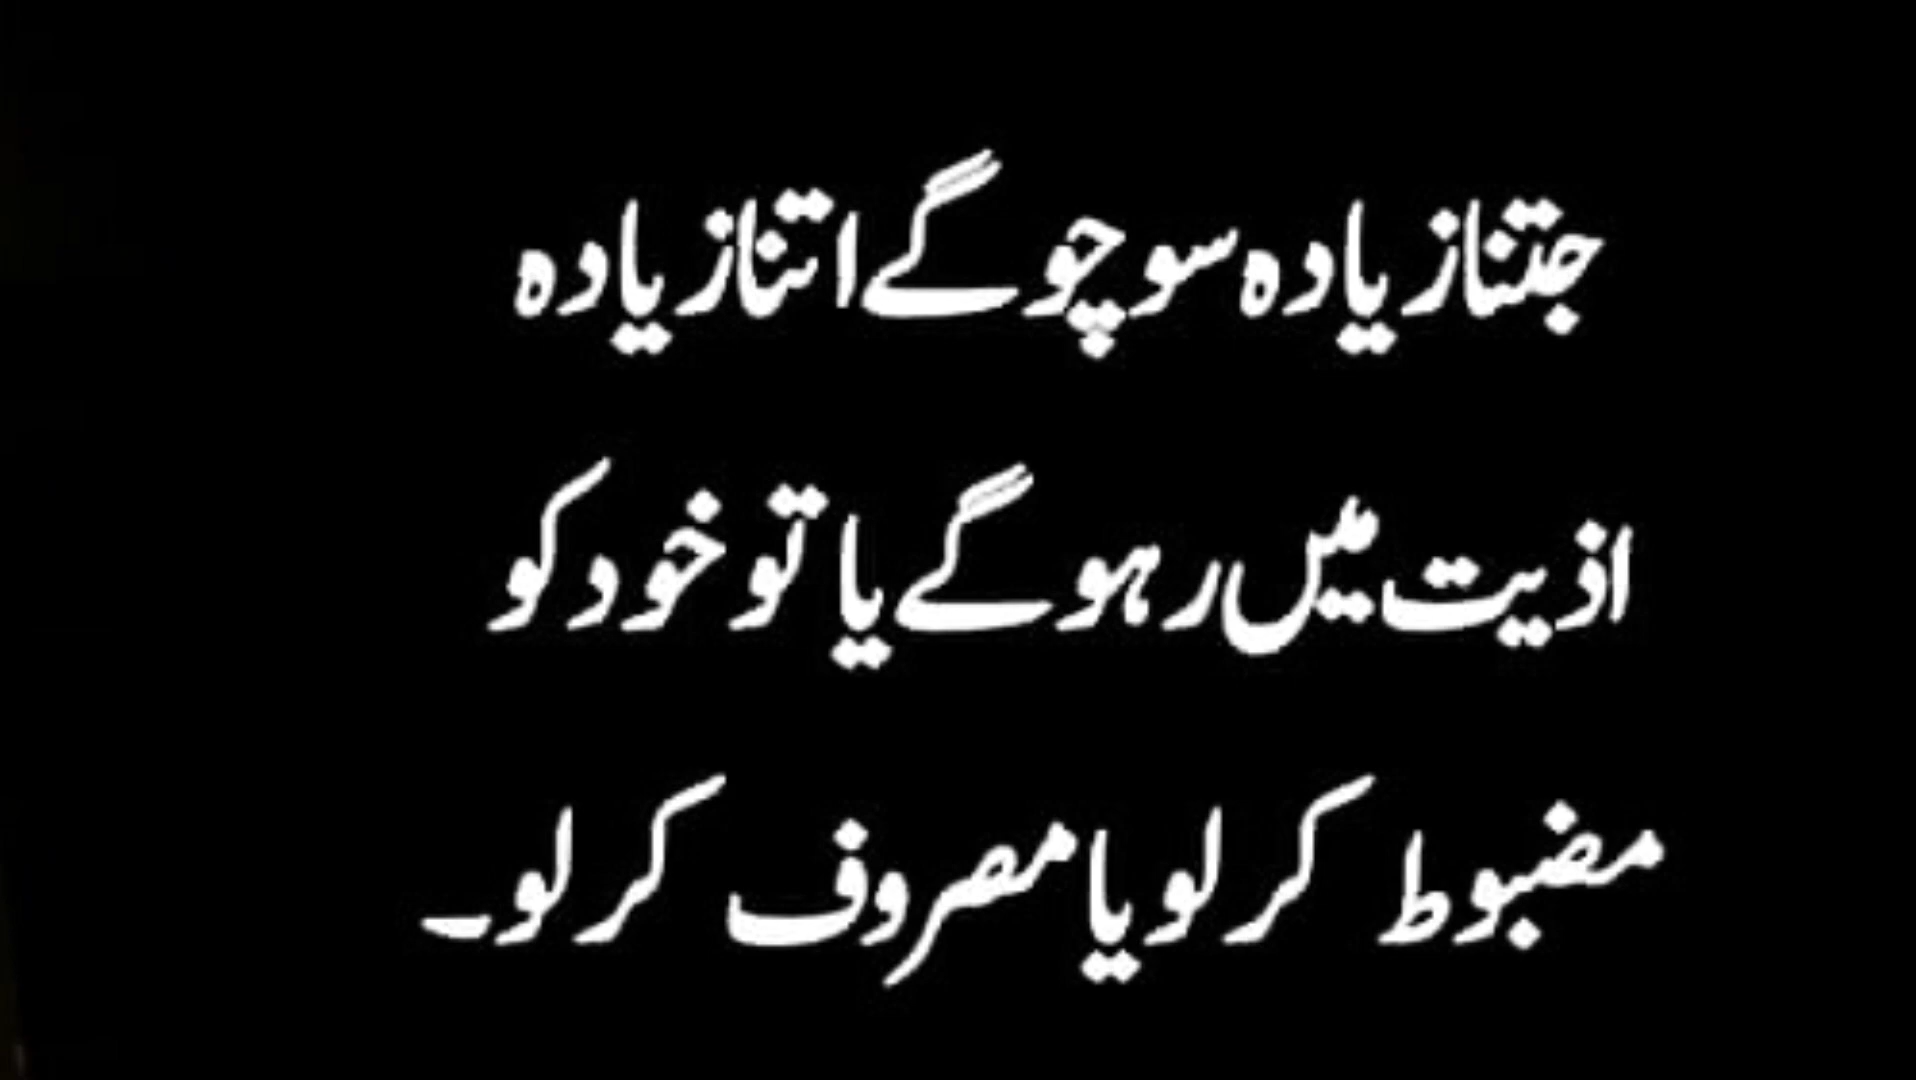 جتنا زیادہ سوچو گے اتنا زیادہ
اذیت میں رہو گے یا تو خود کو
مضبوط کر لو یا مصروف کر لو۔